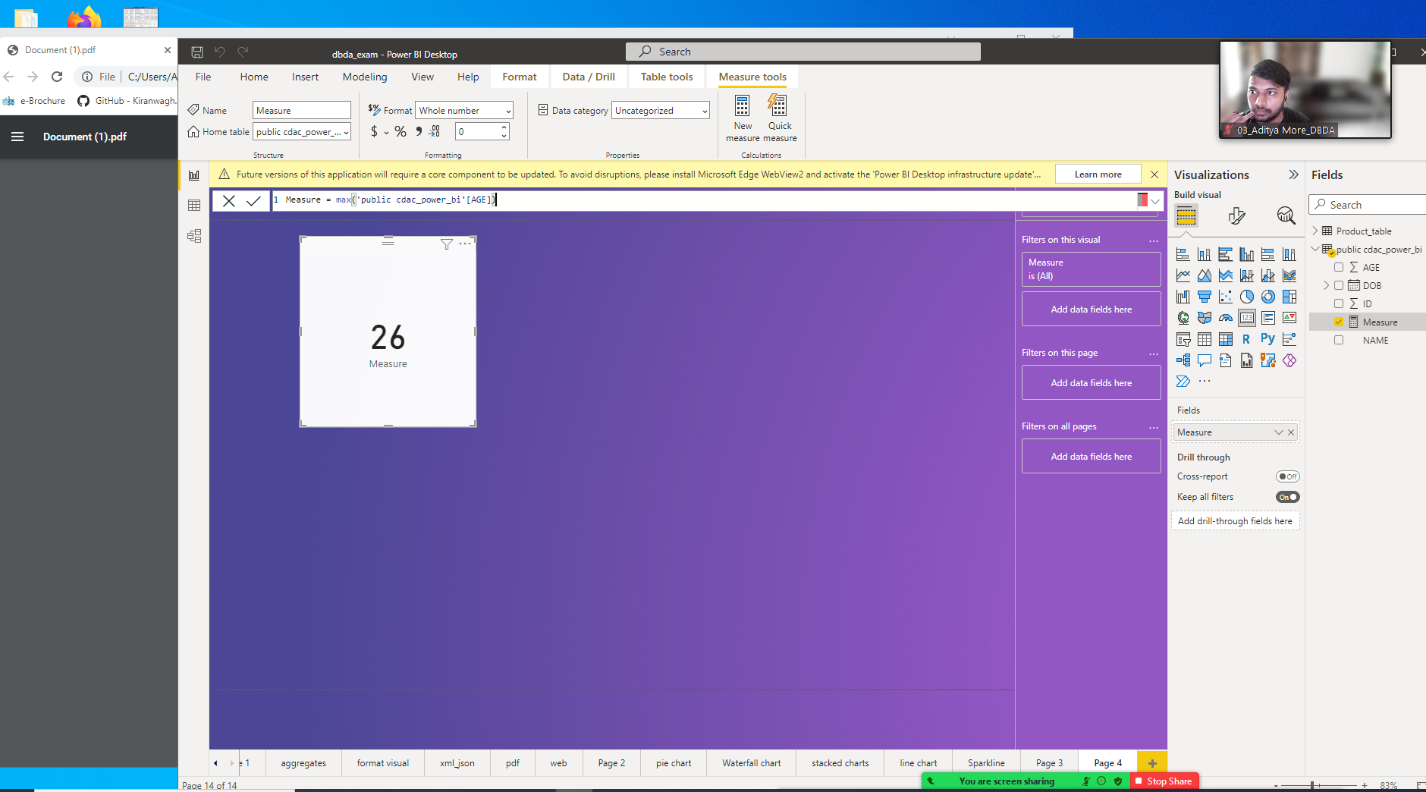 Document (1).pdf
File C:/Users/A
e-Brochure GitHub - Kiranwagh.
Document (1).pdf
dbda_exam - Power BI Desktop
Search
File Home Insert Modeling View Help Format Data / Drill Table tools Measure tools
Name Measure
Home table public cdac_power_...
Structure
$% Format Whole number
$ % 0
Formatting
Data category Uncategorized
Properties
New measure
Quick measure
Calculations
03_Aditya More_DBDA
Future versions of this application will require a core component to be updated. To avoid disruptions, please install Microsoft Edge WebView2 and activate the 'Power BI Desktop infrastructure update'...
Learn more
1 Measure = max('public cdac_power_bi'[AGE])
26
Measure
Filters on this visual ...
Measure
is (All)
Add data fields here
Filters on this page ...
Add data fields here
Filters on all pages ...
Add data fields here
Visualizations
Build visual
123
R Py
...
Fields
Measure
Drill through
Cross-report Off
Keep all filters On
Add drill-through fields here
Fields
Search
Product_table
public cdac_power_bi
AGE
DOB
ID
Measure
NAME
e 1 aggregates format visual xml_json pdf web Page 2 pie chart Waterfall chart stacked charts line chart Sparkline Page 3 Page 4 +
You are screen sharing Stop Share
Page 14 of 14
- + 83%